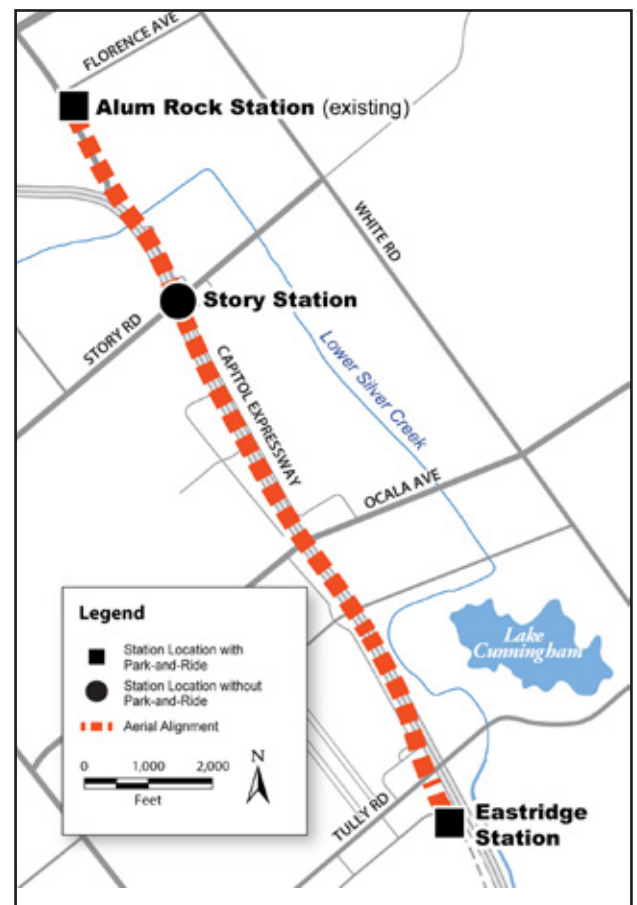 FLORENCE AVE
Alum Rock Station (existing)
WHITE RD
Story Station
STORY RD
CAPITOL EXPRESSWAY
Lower Silver Creek
OCALA AVE
Lake
Cunningham
Legend
Station Location with
Park-and-Ride
Station Location without
Park-and-Ride
Aerial Alignment
0 1,000 2,000
Feet
N
TULLY RD
Eastridge
Station